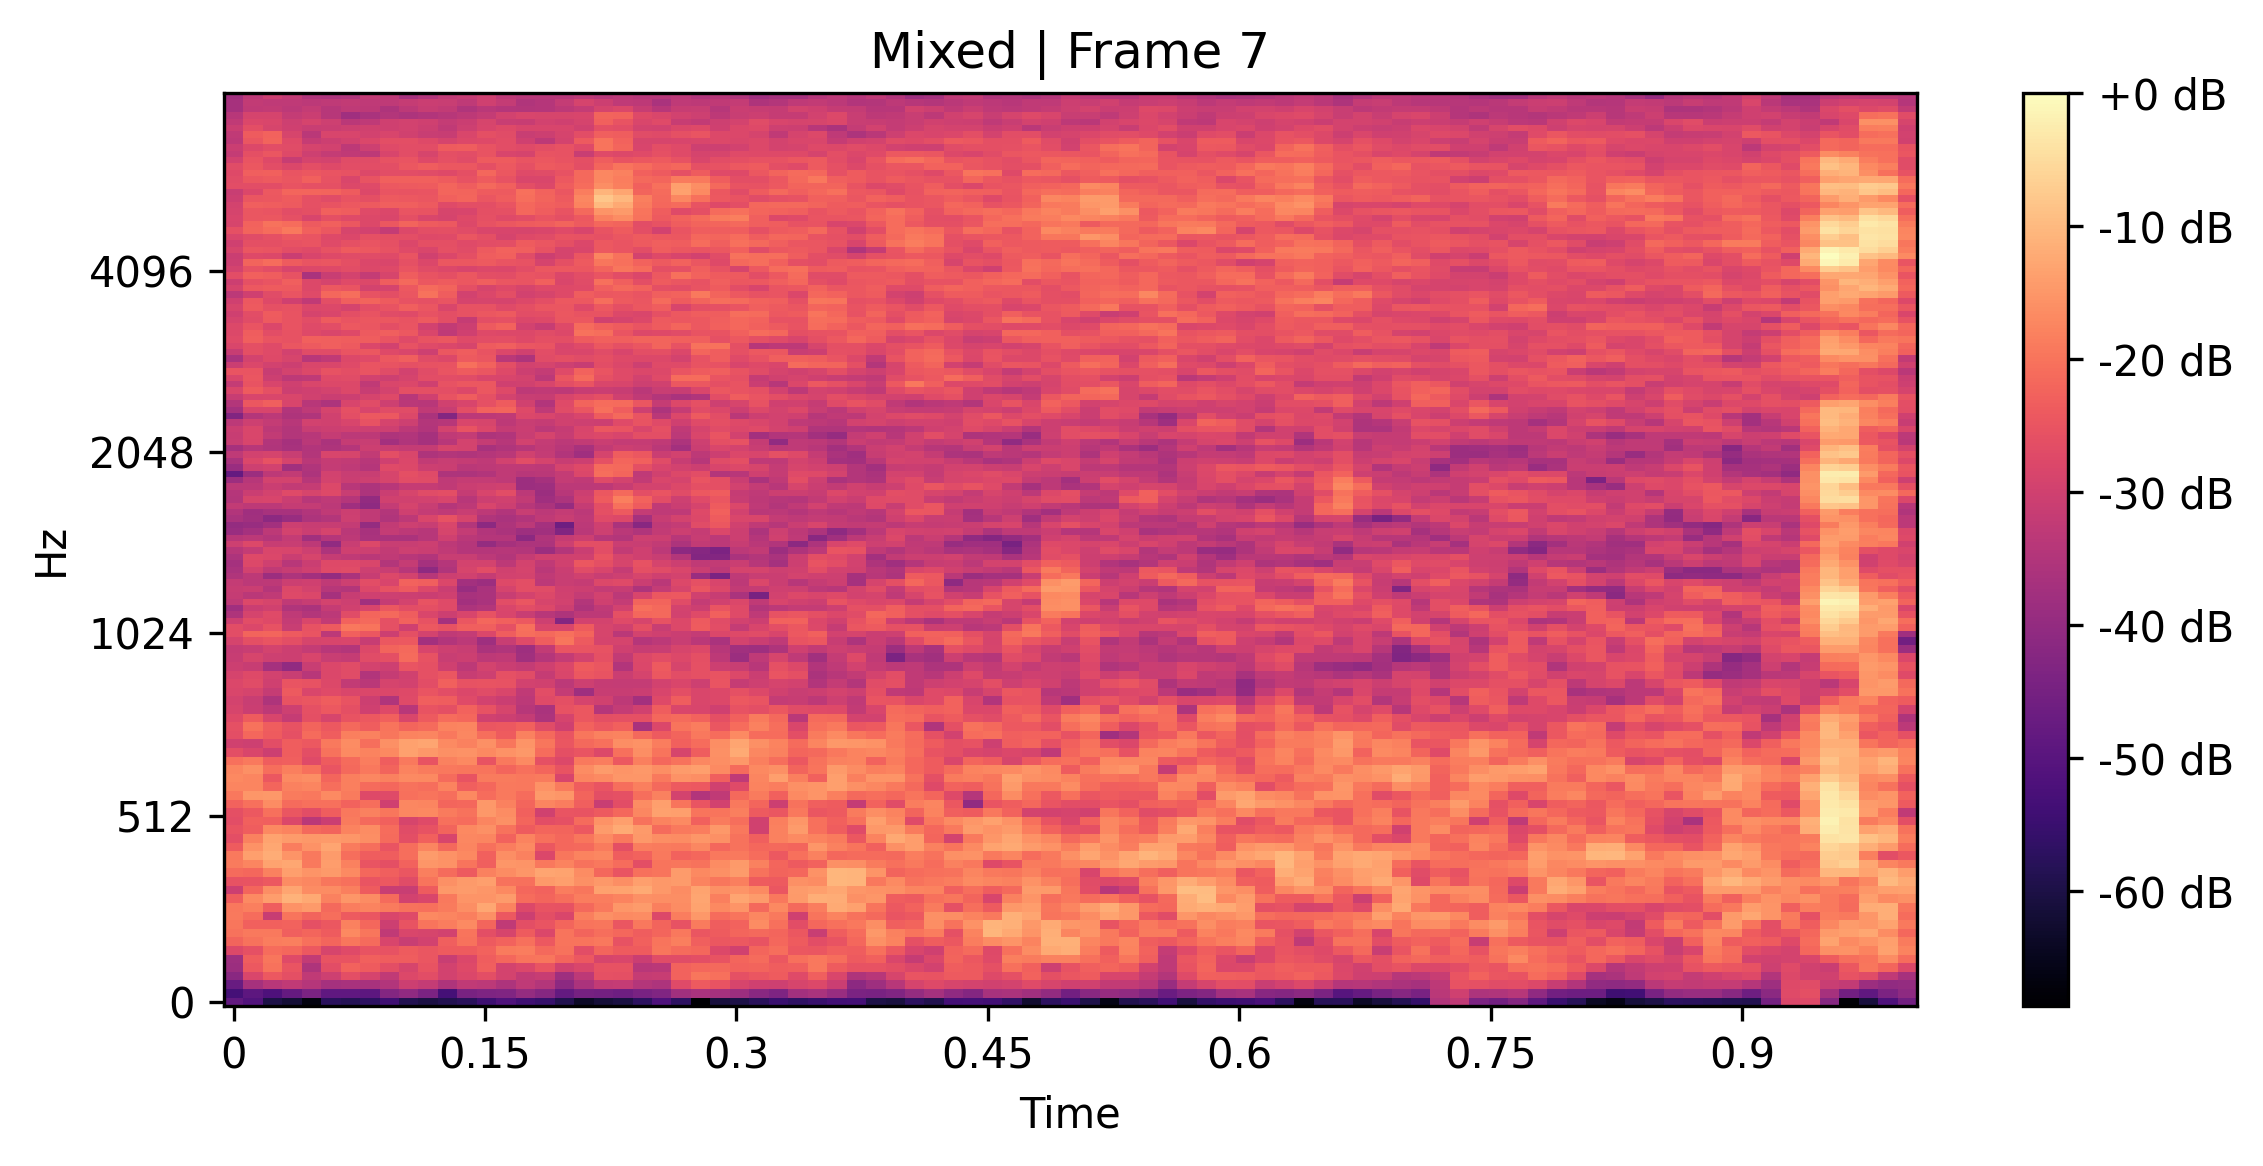 Mixed | Frame 7
Hz
4096
2048
1024
512
0
0 0.15 0.3 0.45 0.6 0.75 0.9
Time
+0 dB
-10 dB
-20 dB
-30 dB
-40 dB
-50 dB
-60 dB